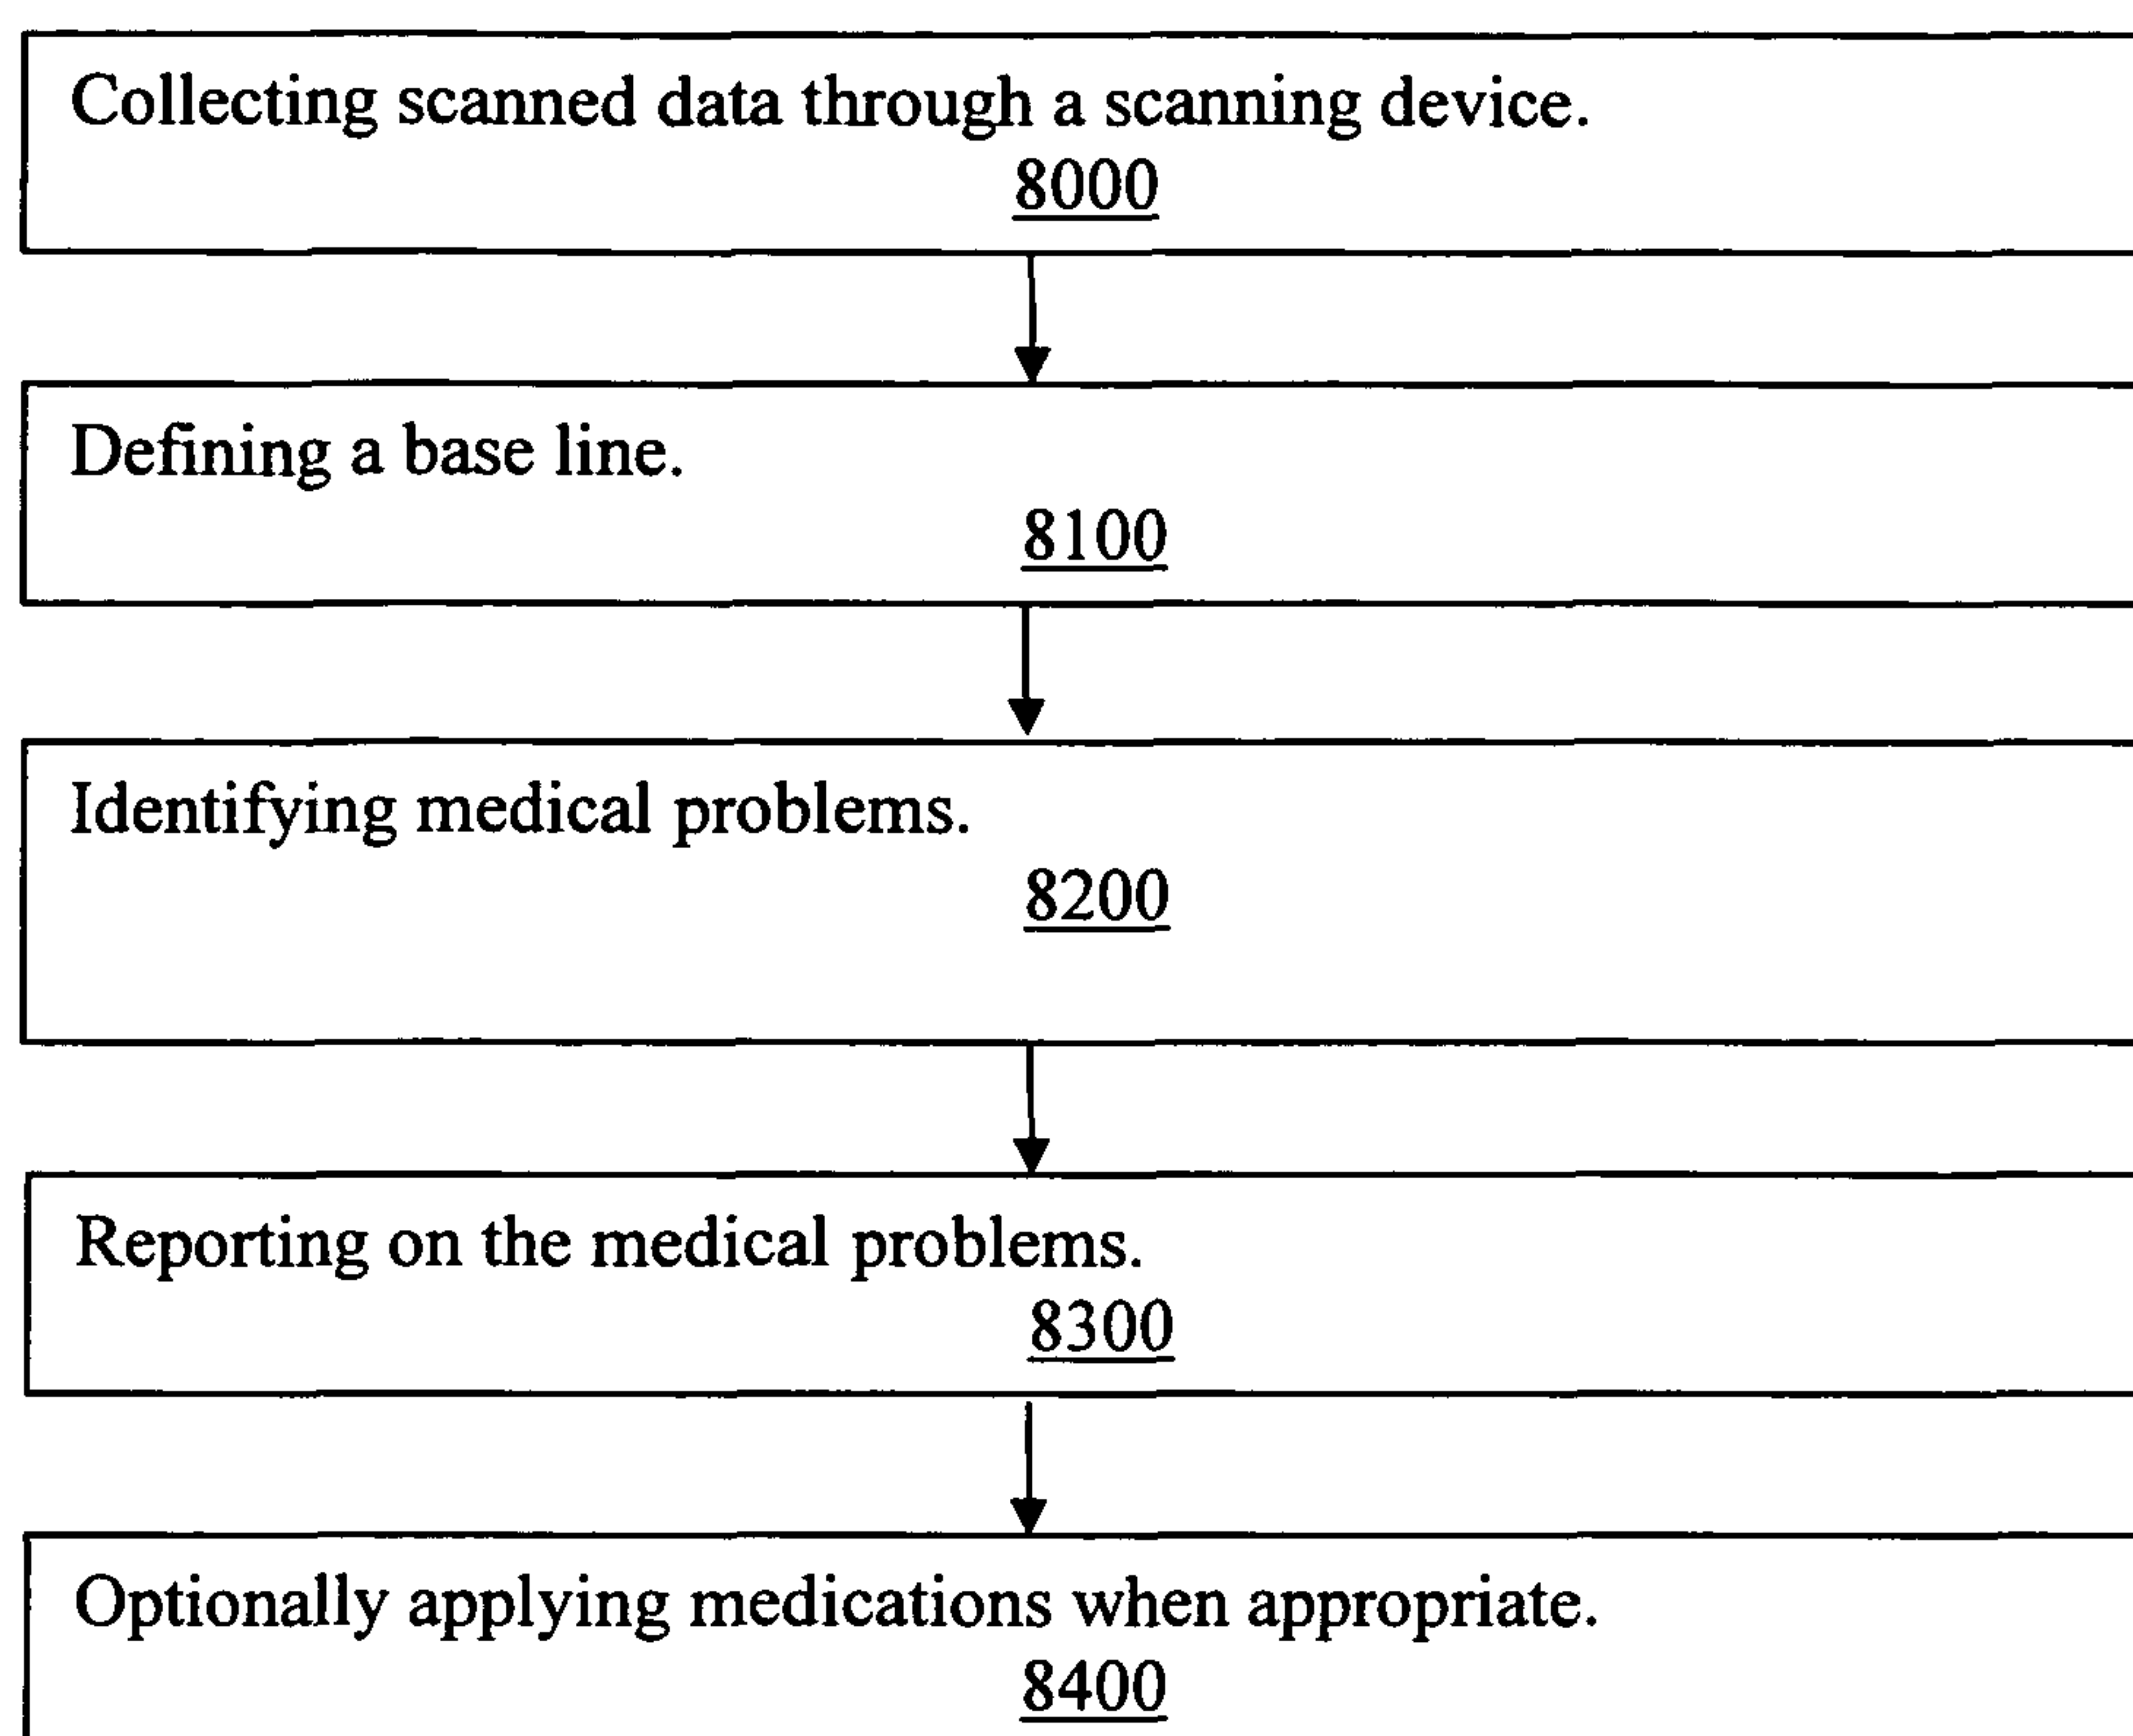 Collecting scanned data through a scanning device.
8000
Defining a base line.
8100
Identifying medical problems.
8200
Reporting on the medical problems.
8300
Optionally applying medications when appropriate.
8400